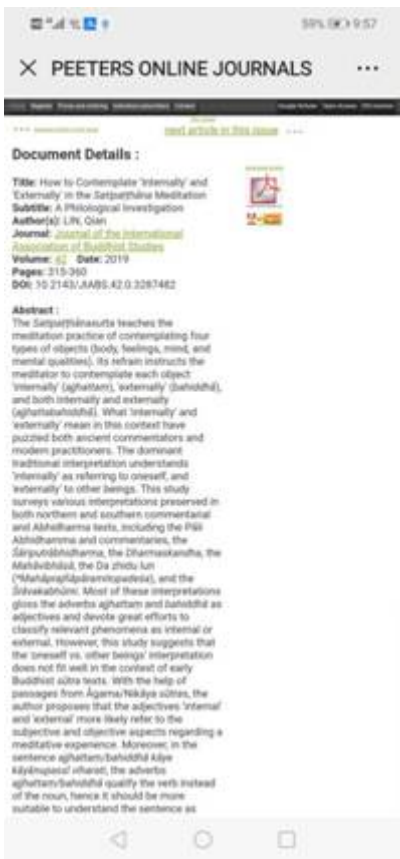 59% 9:57
× PEETERS ONLINE JOURNALS ...
next article in this issue
Document Details :
Title: How to Contemplate 'Internally' and
'Externally' in the Satipaṭṭhāna Meditation
Subtitle: A Philological Investigation
Author(s): LIN, Qian
Journal: Journal of the International
Association of Buddhist Studies
Volume: 42 Date: 2019
Pages: 315-360
DOI: 10.2143/JIABS.42.0.3287482
Abstract :
The Satipaṭṭhānasutta teaches the
meditation practice of contemplating four
types of objects (body, feelings, mind, and
mental qualities). Its refrain instructs the
meditator to contemplate each object
'internally' (ajjhattaṃ), 'externally' (bahiddhā),
and both internally and externally
(ajjhattabahiddhā). What 'internally' and
'externally' mean in this context have
puzzled both ancient commentators and
modern practitioners. The dominant
traditional interpretation understands
'internally' as referring to oneself, and
'externally' to other beings. This study
surveys various interpretations preserved in
both northern and southern commentarial
and Abhidharma texts, including the Pāli
Abhidhamma and commentaries, the
Śāriputrābhidharma, the Dharmaskandha, the
Mahāvibhāṣā, the Da zhidu lun
(*Mahāprajñāpāramitopadeśa), and the
Śrāvakabhūmi. Most of these interpretations
gloss the adverbs ajjhattaṃ and bahiddhā as
adjectives and devote great efforts to
classify relevant phenomena as internal or
external. However, this study suggests that
the 'oneself vs. other beings' interpretation
does not fit well in the context of early
Buddhist sūtra texts. With the help of
passages from Āgama/Nikāya sūtras, the
author proposes that the adjectives 'internal'
and 'external' more likely refer to the
subjective and objective aspects regarding a
meditative experience. Moreover, in the
sentence ajjhattaṃ/bahiddhā kāye
kāyānupassī viharati, the adverbs
ajjhattaṃ/bahiddhā qualify the verb instead
of the noun, hence it should be more
suitable to understand the sentence as